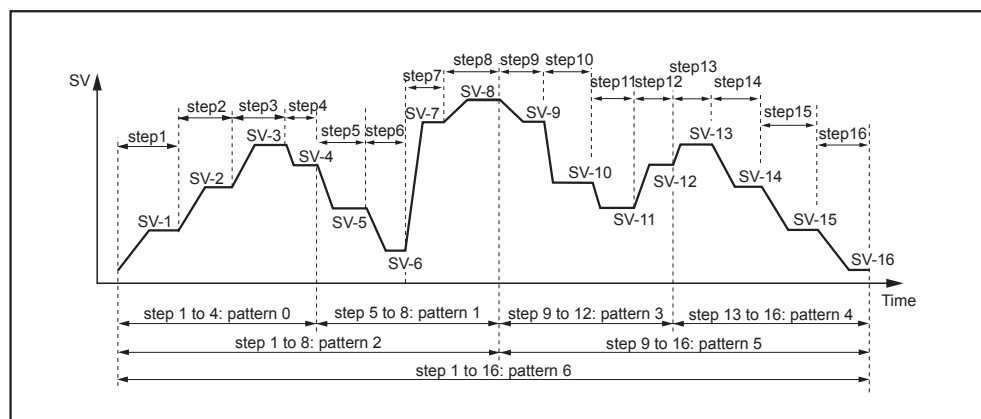 step13
step8 step9 step10
SV
step7
step11 step12 step14
step2 step3 step4
SV-8
step15
SV-7 SV-9
step1 step5 step6 SV-13 step16
SV-3
SV-4
SV-10 SV-12 SV-14
SV-2
SV-1 SV-5 SV-11 SV-15
SV-6 SV-16
Time
step 1 to 4: pattern 0 step 5 to 8: pattern 1 step 9 to 12: pattern 3 step 13 to 16: pattern 4
step 1 to 8: pattern 2 step 9 to 16: pattern 5
step 1 to 16: pattern 6